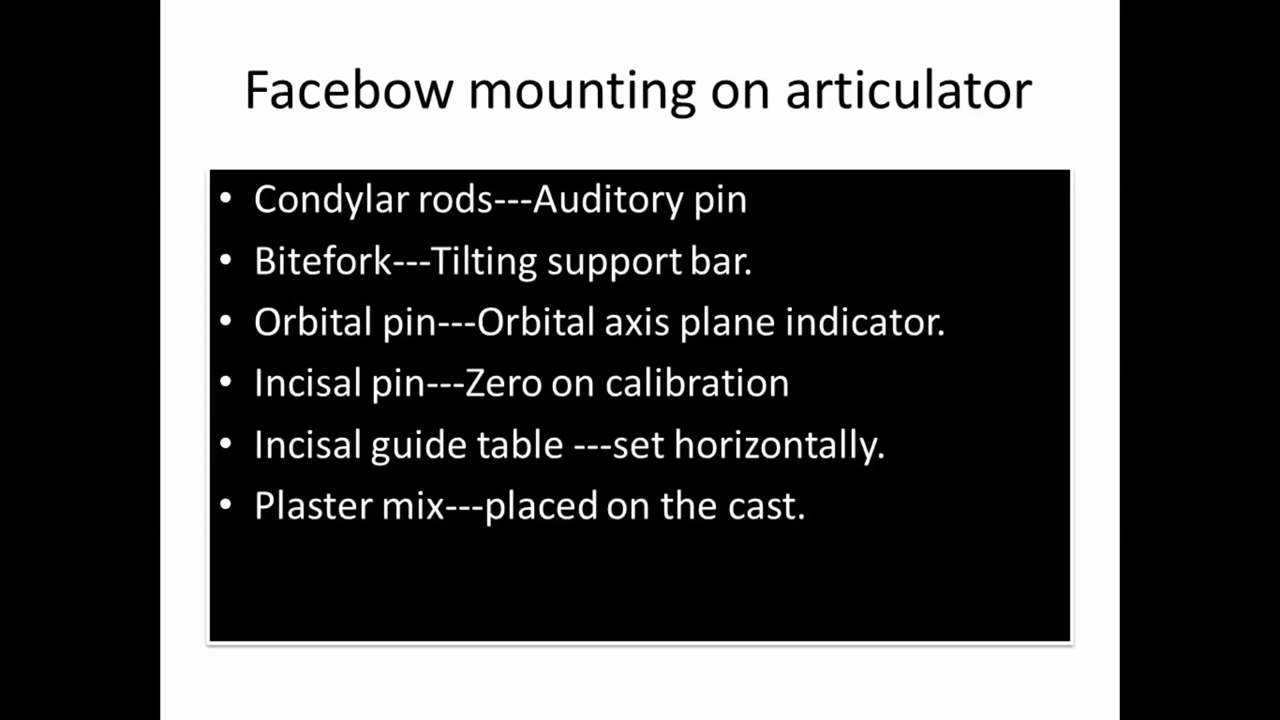 Facebow mounting on articulator
• Condylar rods---Auditory pin
• Bitefork---Tilting support bar.
• Orbital pin---Orbital axis plane indicator.
• Incisal pin---Zero on calibration
• Incisal guide table ---set horizontally.
• Plaster mix---placed on the cast.